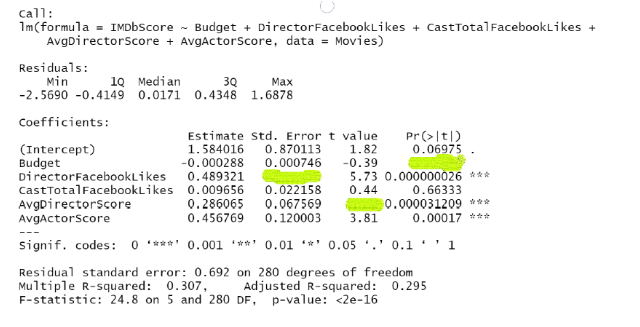 Call:
lm(formula = IMDbScore ~ Budget + DirectorFacebookLikes + CastTotalFacebookLikes +
    AvgDirectorScore + AvgActorScore, data = Movies)
Residuals:
    Min      1Q  Median      3Q     Max
-2.5690 -0.4149  0.0171  0.4348  1.6878
Coefficients:
                        Estimate Std. Error t value    Pr(>|t|)
(Intercept)             1.584016   0.870113    1.82     0.06975 .
Budget                 -0.000288   0.000746   -0.39
DirectorFacebookLikes   0.489321               5.73 0.000000026 ***
CastTotalFacebookLikes  0.009656   0.022158    0.44     0.66333
AvgDirectorScore        0.286065   0.067569         0.000031209 ***
AvgActorScore           0.456769   0.120003    3.81     0.00017 ***
---
Signif. codes:  0 ‘***’ 0.001 ‘**’ 0.01 ‘*’ 0.05 ‘.’ 0.1 ‘ ’ 1
Residual standard error: 0.692 on 280 degrees of freedom
Multiple R-squared:  0.307,     Adjusted R-squared:  0.295
F-statistic: 24.8 on 5 and 280 DF,  p-value: <2e-16